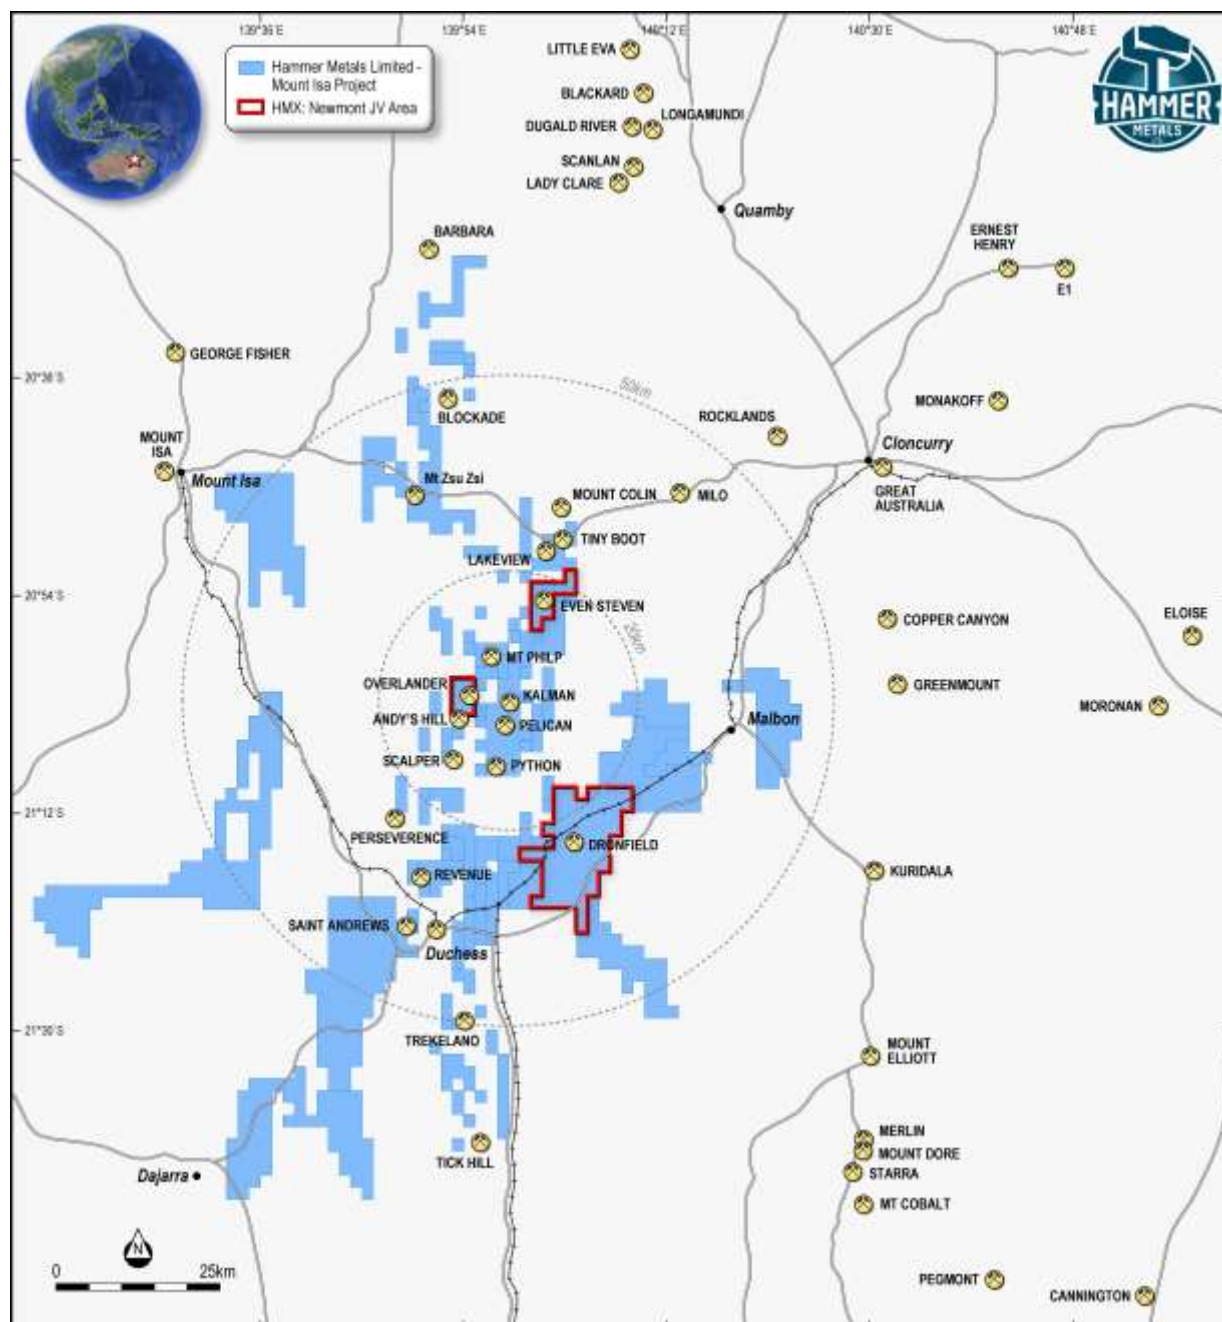 139°36' E
139°54' E
140°12' E
140°30' E
140°48' E
Hammer Metals Limited -
Mount Isa Project
HMX: Newmont JV Area
HAMMER
METALS
LITTLE EVA
BLACKARD
LONGAMUNDI
DUGALD RIVER
SCANLAN
LADY CLARE
Quamby
BARBARA
ERNEST
HENRY
E1
GEORGE FISHER
20°36' S
50km
BLOCKADE
MONAKOFF
ROCKLANDS
MOUNT
ISA
Mount Isa
Cloncurry
Mt Zsu Zsi
MOUNT COLIN
MILO
GREAT
AUSTRALIA
TINY BOOT
LAKEVIEW
20°54' S
EVEN STEVEN
COPPER CANYON
ELOISE
MT PHILP
OVERLANDER
KALMAN
GREENMOUNT
MORONAN
ANDY'S HILL
PELICAN
Malbon
SCALPER
PYTHON
21°12' S
PERSEVERENCE
DRONFIELD
REVENUE
KURIDALA
SAINT ANDREWS
Duchess
21°30' S
TREKELANO
MOUNT
ELLIOTT
MERLIN
MOUNT DORE
TICK HILL
STARRA
Dajarra
MT COBALT
N
0
25km
PEGMONT
CANNINGTON